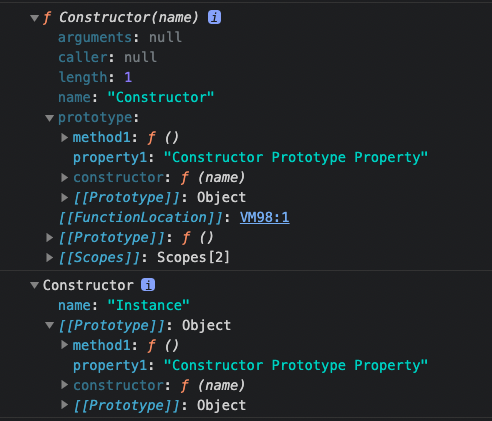 f Constructor(name) i
arguments: null
caller: null
length: 1
name: "Constructor"
prototype:
method1: f ()
property1: "Constructor Prototype Property"
constructor: f (name)
[[Prototype]]: Object
[[FunctionLocation]]: VM98:1
[[Prototype]]: f ()
[[Scopes]]: Scopes[2]
Constructor i
name: "Instance"
[[Prototype]]: Object
method1: f ()
property1: "Constructor Prototype Property"
constructor: f (name)
[[Prototype]]: Object